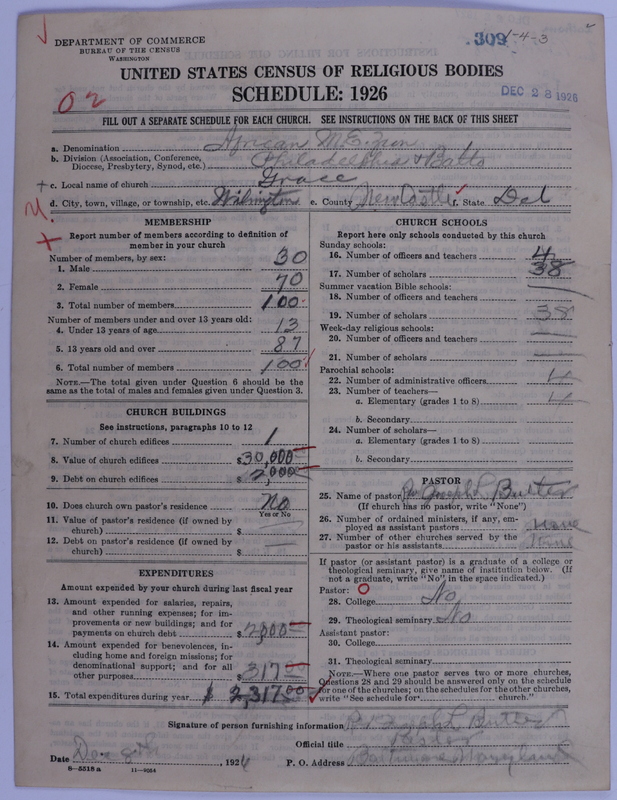 DEPARTMENT OF COMMERCE
BUREAU OF THE CENSUS
WASHINGTON
309 1-4-3
UNITED STATES CENSUS OF RELIGIOUS BODIES
SCHEDULE: 1926
DEC 28 1926
02
FILL OUT A SEPARATE SCHEDULE FOR EACH CHURCH. SEE INSTRUCTIONS ON THE BACK OF THIS SHEET
a. Denomination African M.E. Zion
b. Division (Association, Conference, Diocese, Presbytery, Synod, etc.) Philadelphia & Balto
+ c. Local name of church Grace
d. City, town, village, or township, etc. Wilmington e. County New Castle f. State Del
MEMBERSHIP
Report number of members according to definition of
member in your church
Number of members, by sex:
1. Male 30
2. Female 70
3. Total number of members 100
Number of members under and over 13 years old:
4. Under 13 years of age 13
5. 13 years old and over 87
6. Total number of members 100
NOTE.—The total given under Question 6 should be the
same as the total of males and females given under Question 3.
CHURCH BUILDINGS
See instructions, paragraphs 10 to 12
7. Number of church edifices 1
8. Value of church edifices $30,000
9. Debt on church edifices $2,000
10. Does church own pastor's residence No
Yes or No
11. Value of pastor's residence (if owned by
church) $
12. Debt on pastor's residence (if owned by
church) $
EXPENDITURES
Amount expended by your church during last fiscal year
13. Amount expended for salaries, repairs,
and other running expenses; for im-
provements or new buildings; and for
payments on church debt $2,000
14. Amount expended for benevolences, in-
cluding home and foreign missions; for
denominational support; and for all
other purposes $317
15. Total expenditures during year $2,317.00
CHURCH SCHOOLS
Report here only schools conducted by this church
Sunday schools:
16. Number of officers and teachers 4
17. Number of scholars 38
Summer vacation Bible schools:
18. Number of officers and teachers
19. Number of scholars 38
Week-day religious schools:
20. Number of officers and teachers
21. Number of scholars
Parochial schools:
22. Number of administrative officers
23. Number of teachers—
a. Elementary (grades 1 to 8)
b. Secondary
24. Number of scholars—
a. Elementary (grades 1 to 8)
b. Secondary
PASTOR
25. Name of pastor Rev Joseph L Butler
(If church has no pastor, write "None")
26. Number of ordained ministers, if any, em-
ployed as assistant pastors None
27. Number of other churches served by the
pastor or his assistants None
If pastor (or assistant pastor) is a graduate of a college or
theological seminary, give name of institution below. (If
not a graduate, write "No" in the space indicated.)
Pastor:
28. College No
29. Theological seminary No
Assistant pastor:
30. College
31. Theological seminary
NOTE.—Where one pastor serves two or more churches,
Questions 28 and 29 should be answered only on the schedule
for one of the churches; on the schedules for the other churches,
write "See schedule for church."
Signature of person furnishing information Rev Joseph L Butler
Official title Pastor
Date 1926 P. O. Address Baltimore Maryland
8—5518 a 11—9054